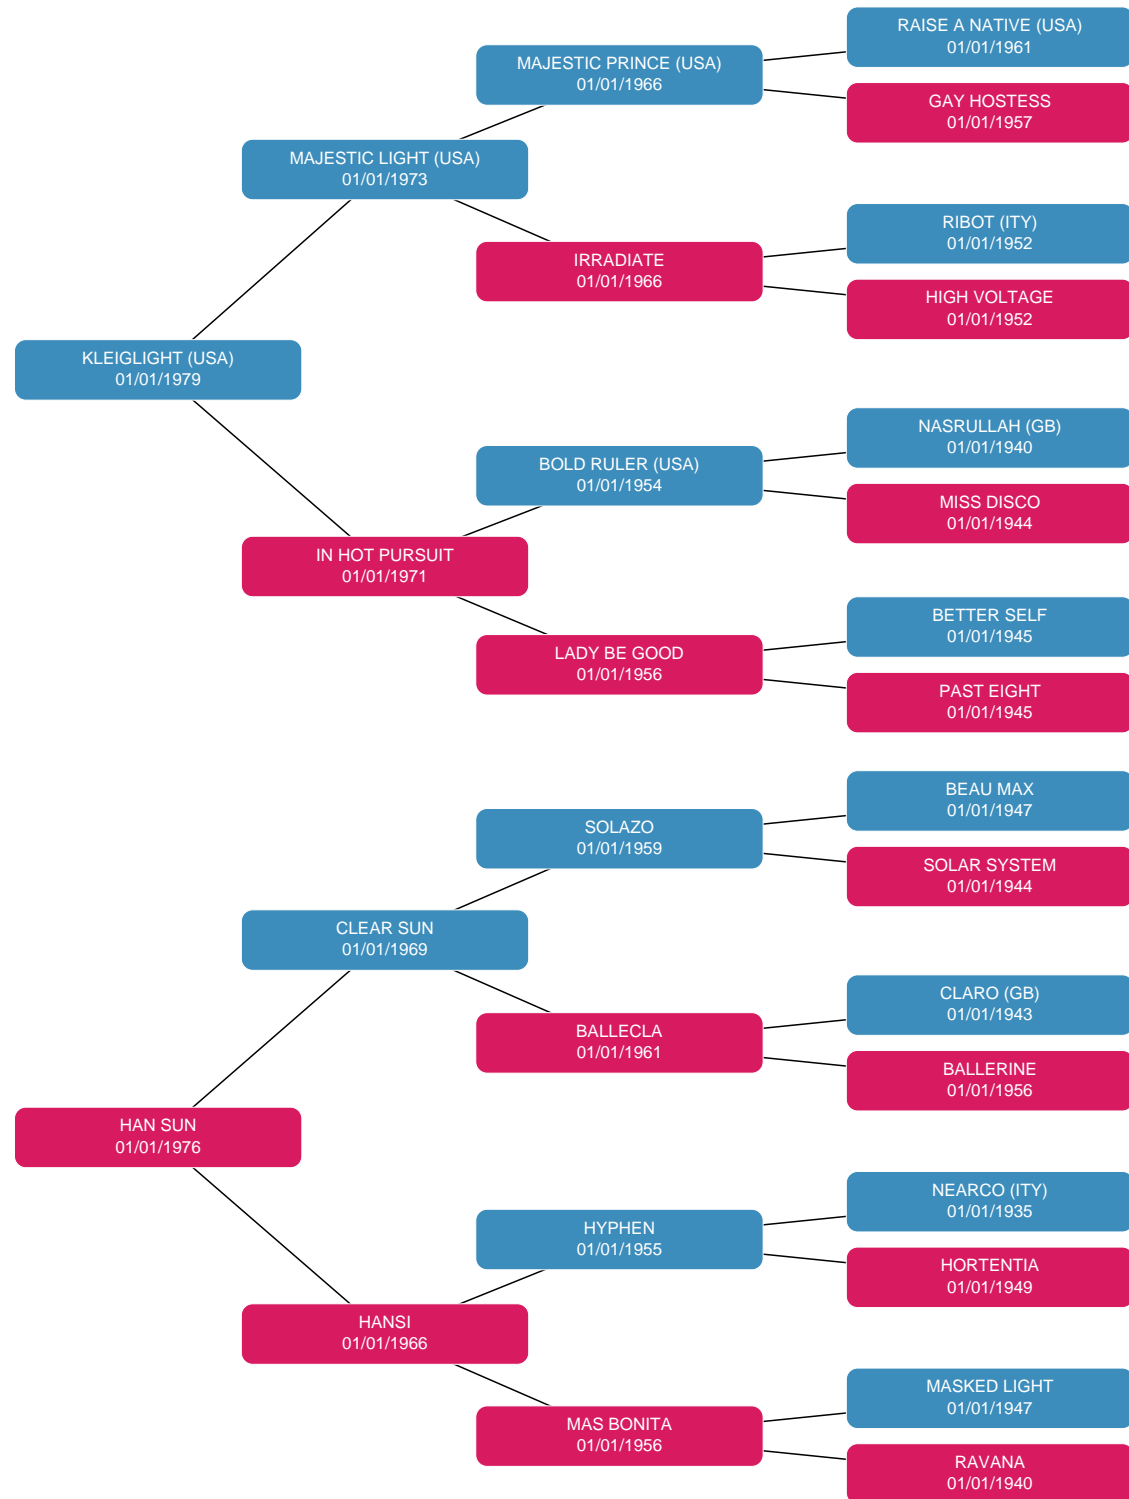 RAISE A NATIVE (USA)
01/01/1961
MAJESTIC PRINCE (USA)
01/01/1966
GAY HOSTESS
01/01/1957
MAJESTIC LIGHT (USA)
01/01/1973
RIBOT (ITY)
01/01/1952
IRRADIATE
01/01/1966
HIGH VOLTAGE
01/01/1952
KLEIGLIGHT (USA)
01/01/1979
NASRULLAH (GB)
01/01/1940
BOLD RULER (USA)
01/01/1954
MISS DISCO
01/01/1944
IN HOT PURSUIT
01/01/1971
BETTER SELF
01/01/1945
LADY BE GOOD
01/01/1956
PAST EIGHT
01/01/1945
BEAU MAX
01/01/1947
SOLAZO
01/01/1959
SOLAR SYSTEM
01/01/1944
CLEAR SUN
01/01/1969
CLARO (GB)
01/01/1943
BALLECLA
01/01/1961
BALLERINE
01/01/1956
HAN SUN
01/01/1976
NEARCO (ITY)
01/01/1935
HYPHEN
01/01/1955
HORTENTIA
01/01/1949
HANSI
01/01/1966
MASKED LIGHT
01/01/1947
MAS BONITA
01/01/1956
RAVANA
01/01/1940